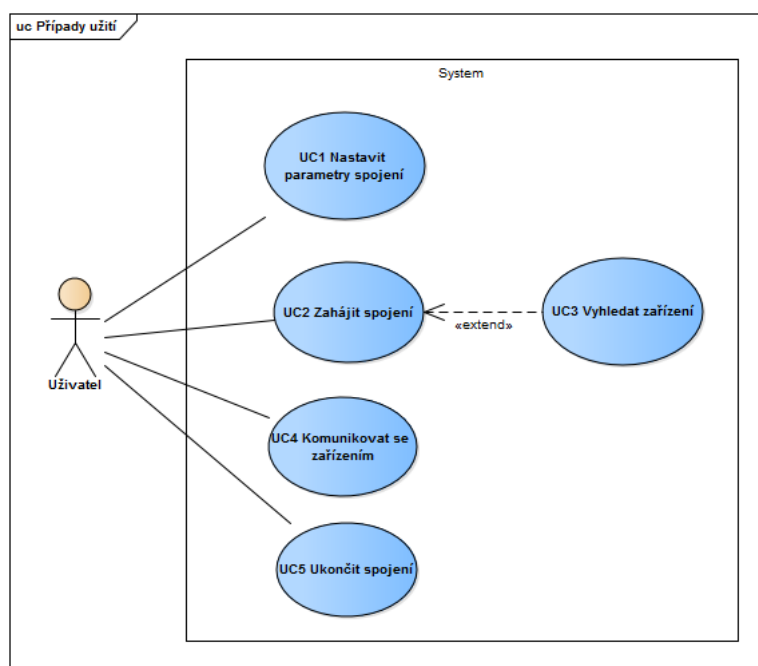 uc Případy užití
System
UC1 Nastavit
parametry spojení
UC2 Zahájit spojení
«extend»
UC3 Vyhledat zařízení
Uživatel
UC4 Komunikovat se
zařízením
UC5 Ukončit spojení